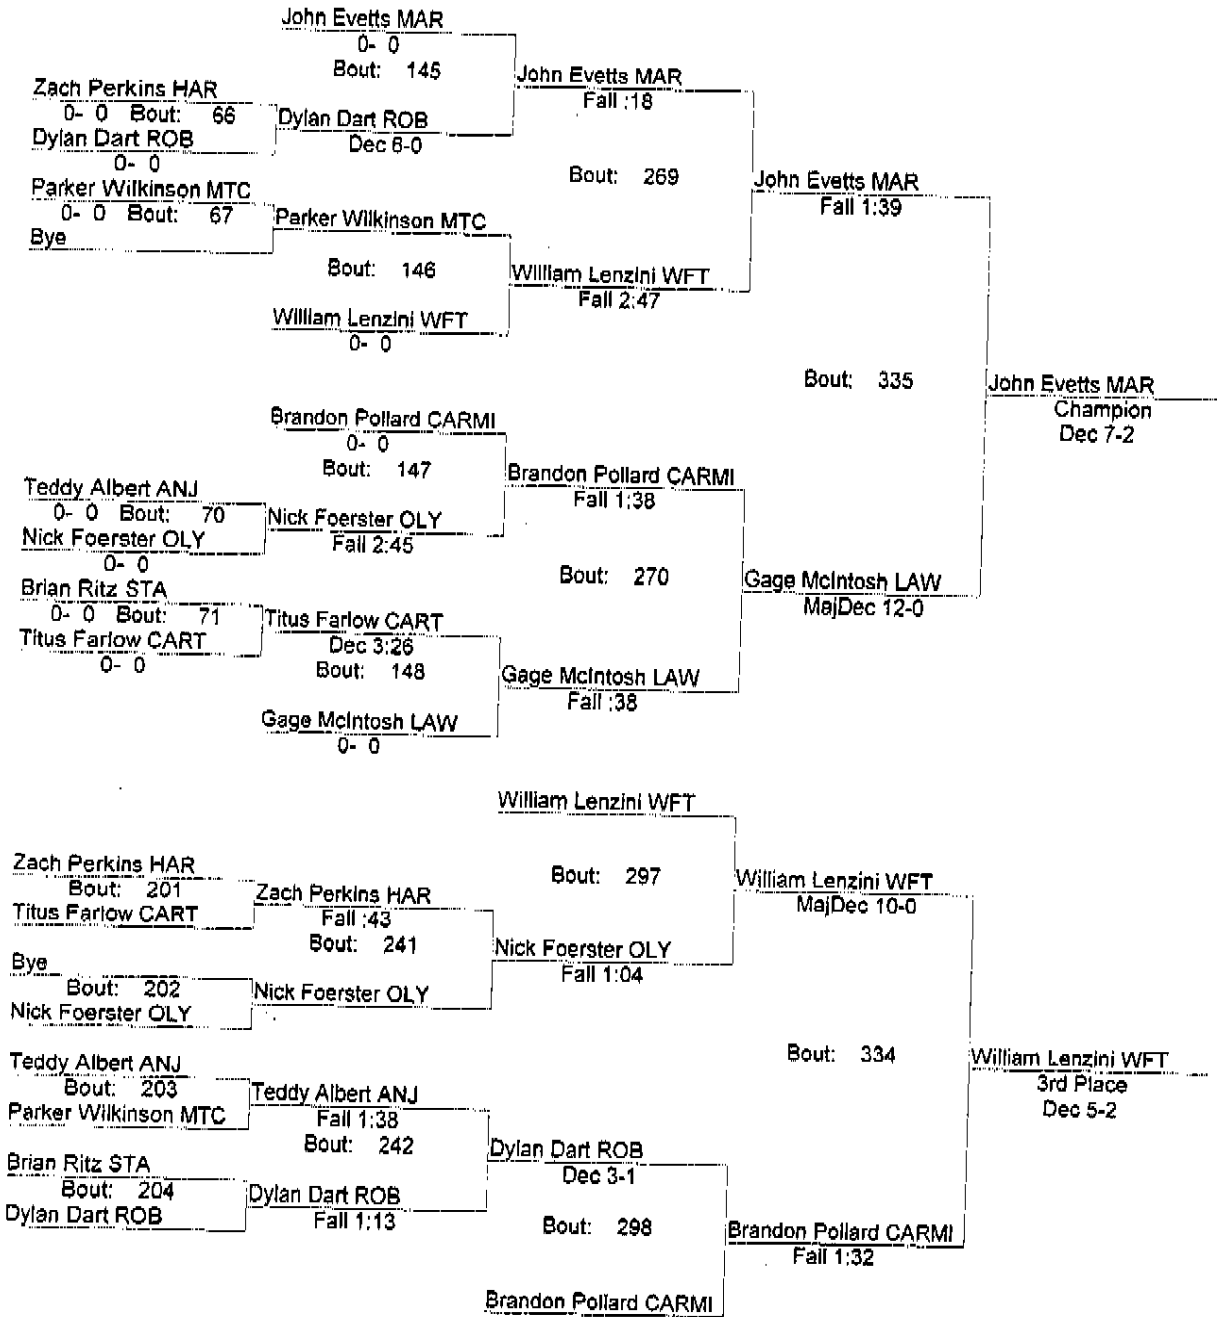 John Evetts MAR
0- 0
Bout: 145
John Evetts MAR
Fall :18
Zach Perkins HAR
0- 0 Bout: 66
Dylan Dart ROB
Dec 6-0
Dylan Dart ROB
0- 0
Bout: 269
John Evetts MAR
Fall 1:39
Parker Wilkinson MTC
0- 0 Bout: 67
Parker Wilkinson MTC
Bye
Bout: 146
William Lenzini WFT
Fall 2:47
William Lenzini WFT
0- 0
Bout: 335
John Evetts MAR
Champion
Dec 7-2
Brandon Pollard CARMI
0- 0
Bout: 147
Brandon Pollard CARMI
Fall 1:38
Teddy Albert ANJ
0- 0 Bout: 70
Nick Foerster OLY
Fall 2:45
Nick Foerster OLY
0- 0
Bout: 270
Gage McIntosh LAW
MajDec 12-0
Brian Ritz STA
0- 0 Bout: 71
Titus Farlow CART
Dec 3:26
Titus Farlow CART
0- 0
Bout: 148
Gage McIntosh LAW
Fall :38
Gage McIntosh LAW
0- 0
William Lenzini WFT
Bout: 297
William Lenzini WFT
MajDec 10-0
Zach Perkins HAR
Bout: 201
Zach Perkins HAR
Fall :43
Titus Farlow CART
Bout: 241
Nick Foerster OLY
Fall 1:04
Bye
Bout: 202
Nick Foerster OLY
Nick Foerster OLY
Bout: 334
William Lenzini WFT
3rd Place
Dec 5-2
Teddy Albert ANJ
Bout: 203
Teddy Albert ANJ
Fall 1:38
Parker Wilkinson MTC
Bout: 242
Dylan Dart ROB
Dec 3-1
Brian Ritz STA
Bout: 204
Dylan Dart ROB
Fall 1:13
Dylan Dart ROB
Bout: 298
Brandon Pollard CARMI
Fall 1:32
Brandon Pollard CARMI